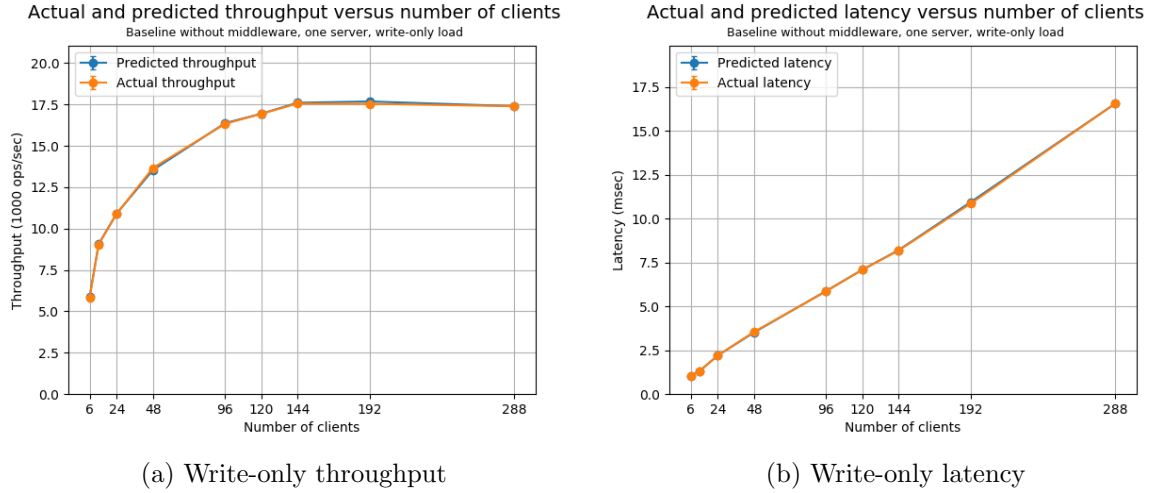 Actual and predicted throughput versus number of clients
Baseline without middleware, one server, write-only load
Predicted throughput
Actual throughput
Throughput (1000 ops/sec)
20.0
17.5
15.0
12.5
10.0
7.5
5.0
2.5
0.0
6 24 48 96 120 144 192 288
Number of clients
(a) Write-only throughput
Actual and predicted latency versus number of clients
Baseline without middleware, one server, write-only load
Predicted latency
Actual latency
Latency (msec)
17.5
15.0
12.5
10.0
7.5
5.0
2.5
0.0
6 24 48 96 120 144 192 288
Number of clients
(b) Write-only latency